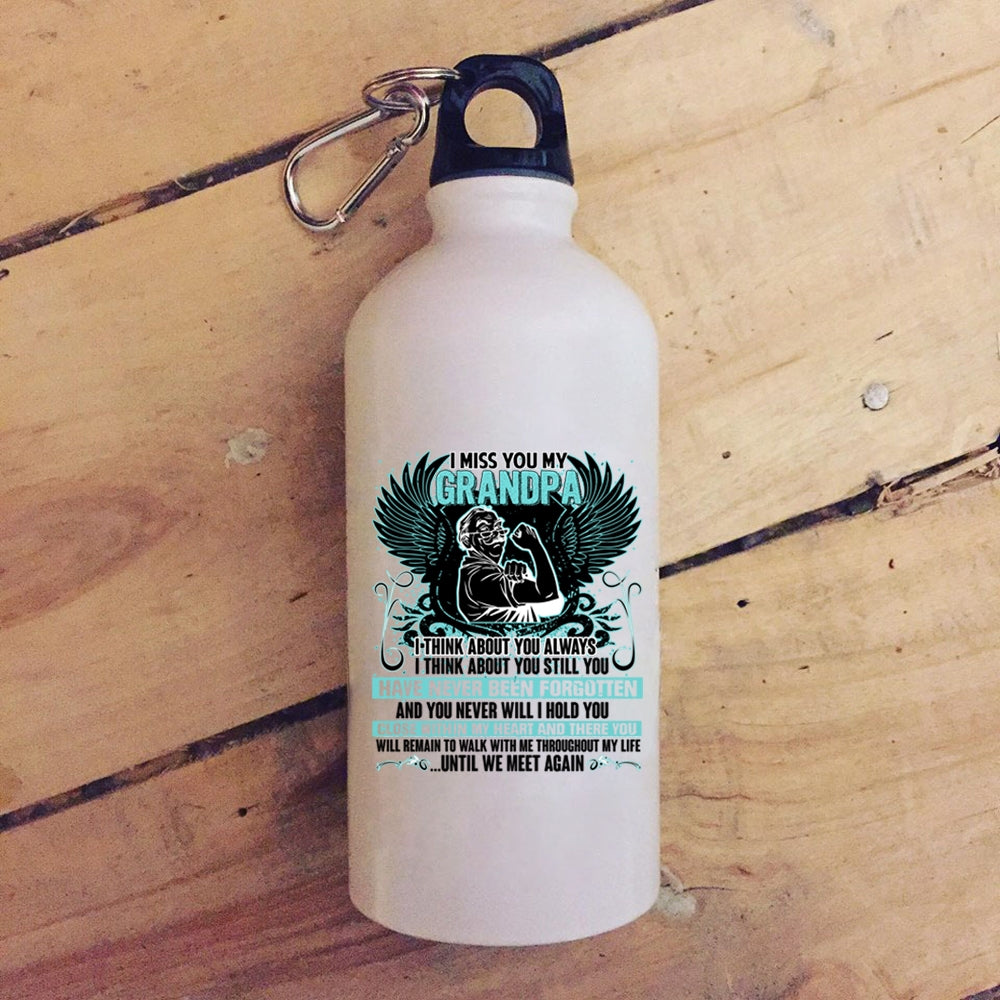 I MISS YOU MY
GRANDPA
I THINK ABOUT YOU ALWAYS
I THINK ABOUT YOU STILL YOU
HAVE NEVER BEEN FORGOTTEN
AND YOU NEVER WILL I HOLD YOU
CLOSE WITHIN MY HEART AND THERE YOU
WILL REMAIN TO WALK WITH ME THROUGHOUT MY LIFE
...UNTIL WE MEET AGAIN